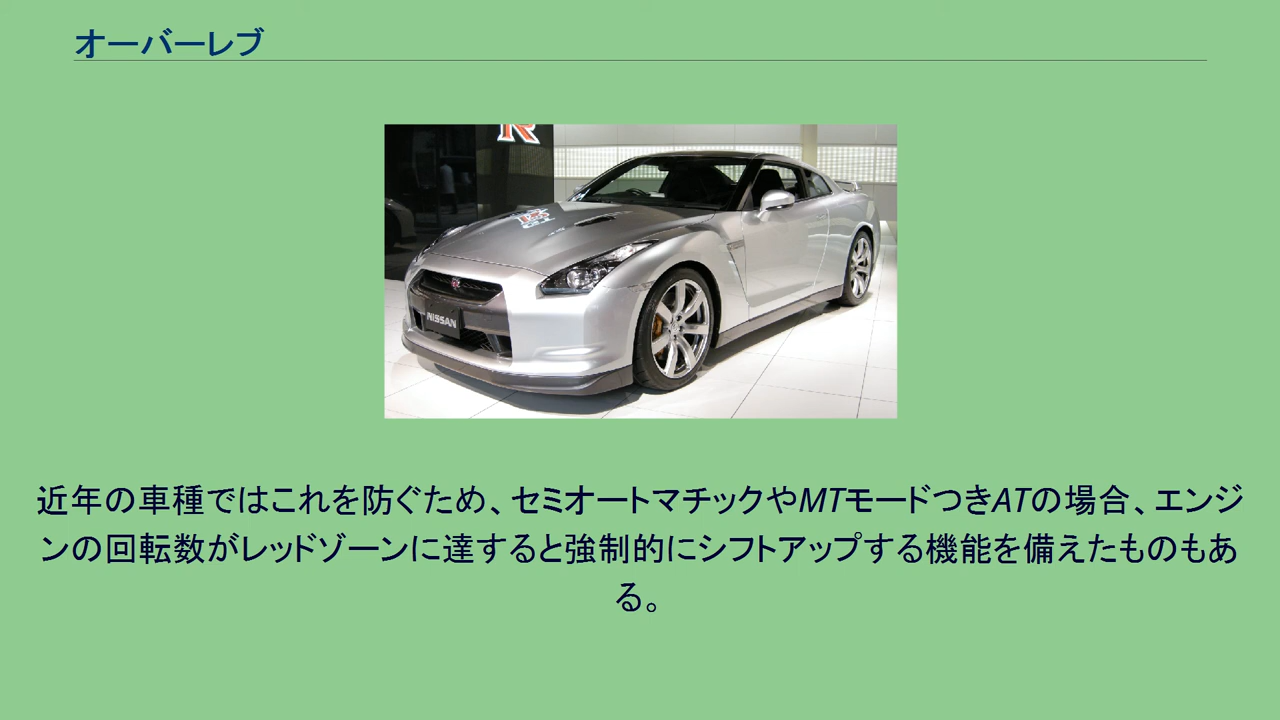 オーバーレブ
R
NISSAN
近年の車種ではこれを防ぐため、セミオートマチックやMTモードつきATの場合、エンジ
ンの回転数がレッドゾーンに達すると強制的にシフトアップする機能を備えたものもあ
る。